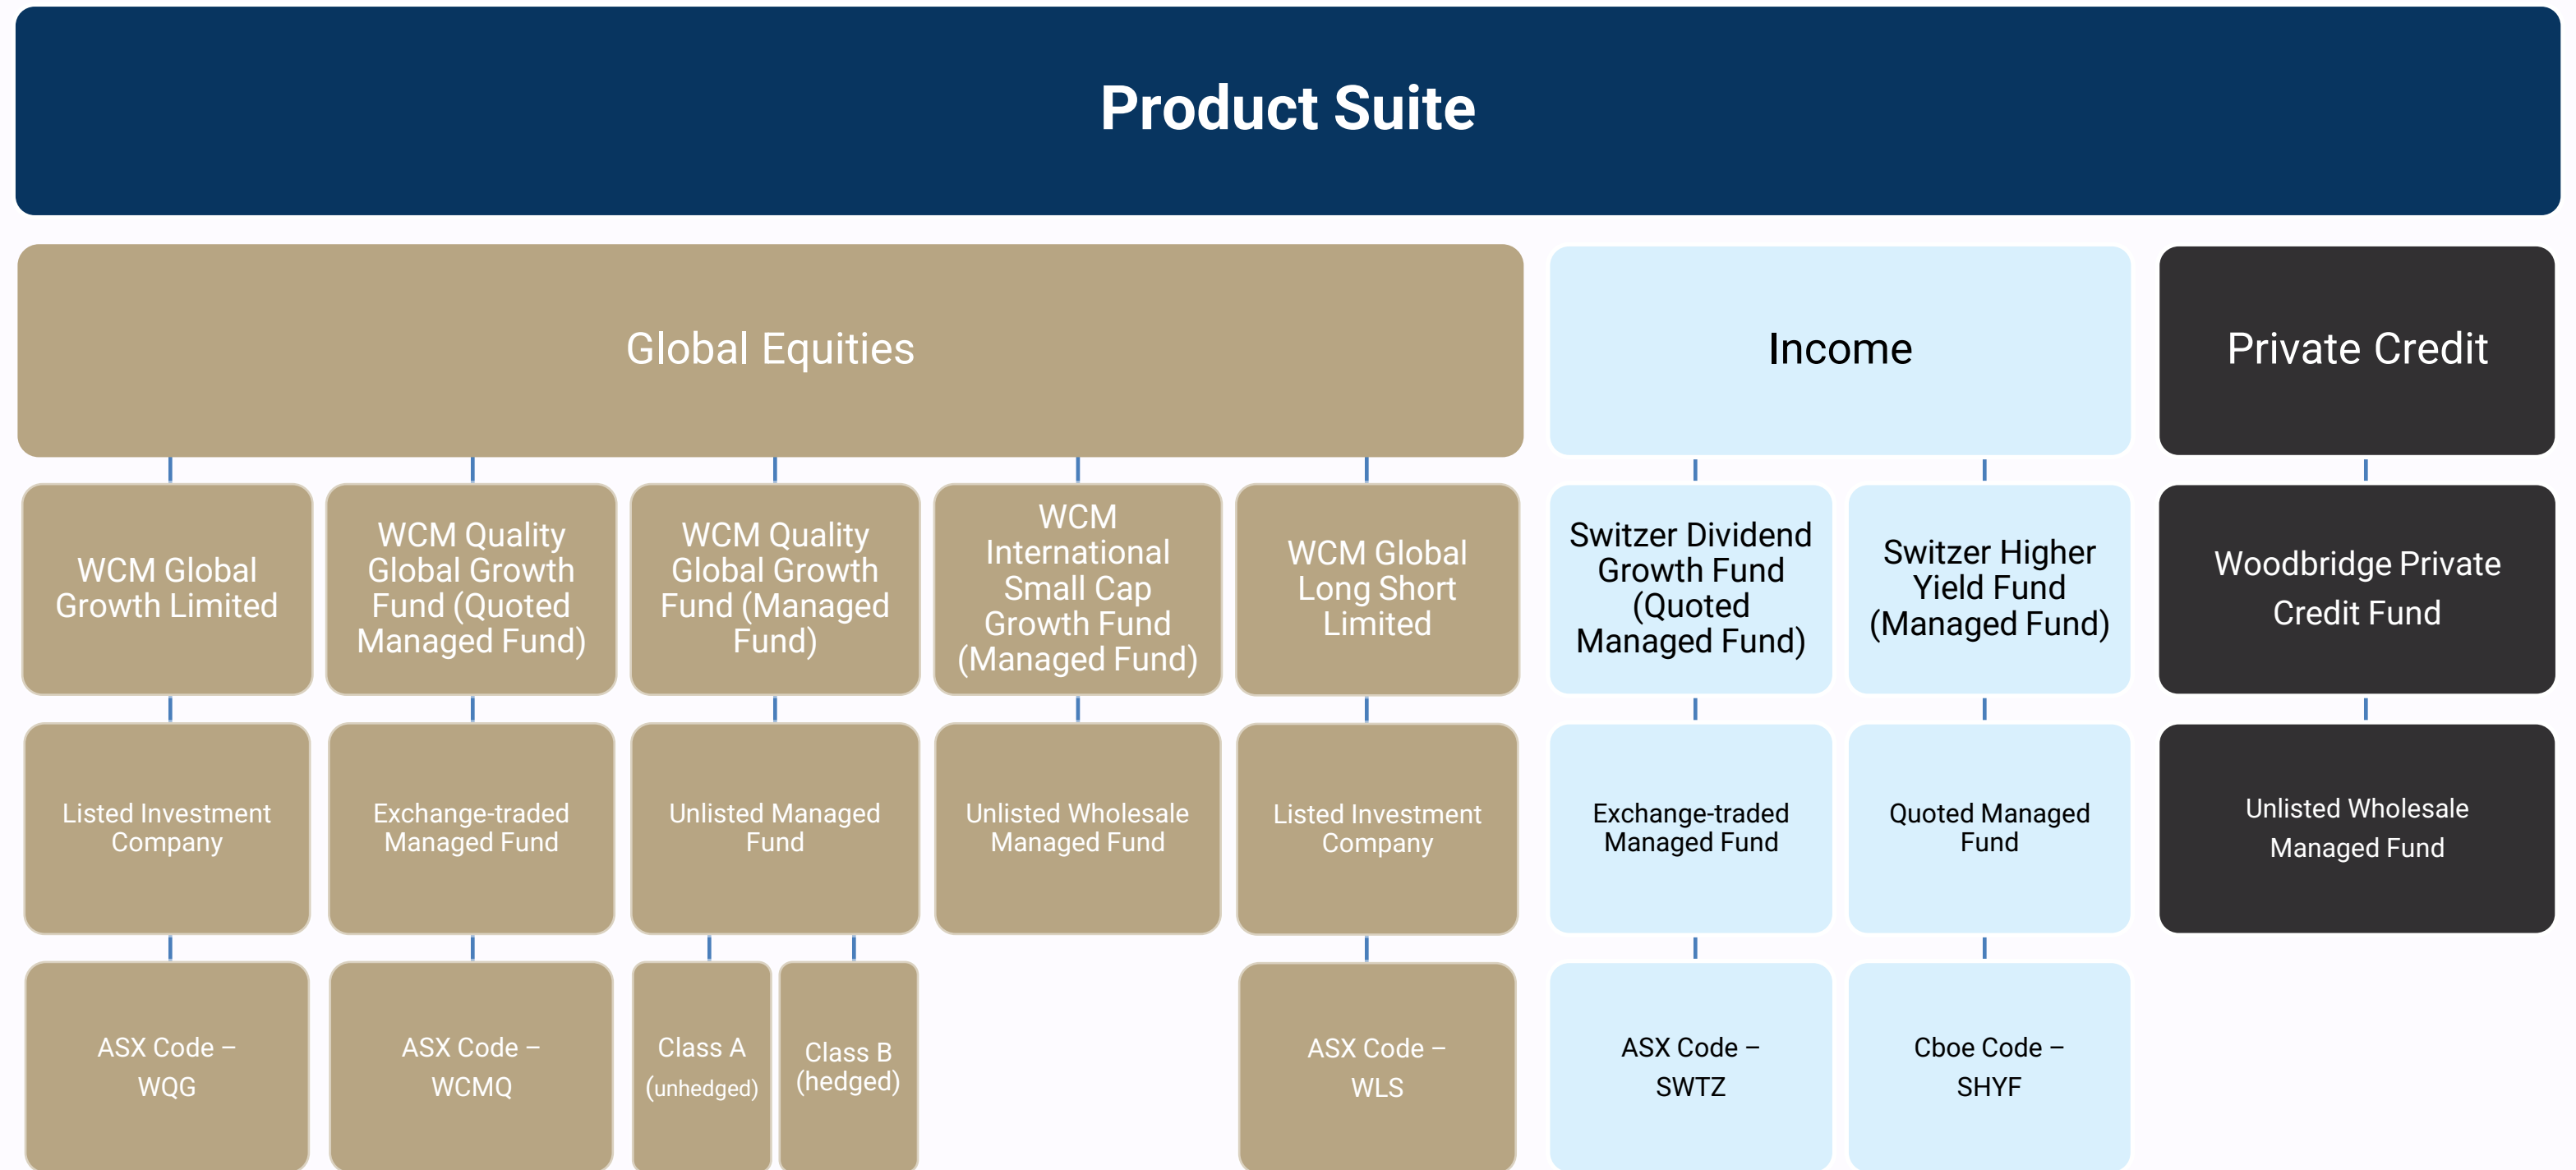 Product Suite
Global Equities
Income
Private Credit
WCM Global
Growth Limited
WCM Quality
Global Growth
Fund (Quoted
Managed Fund)
WCM Quality
Global Growth
Fund (Managed
Fund)
WCM
International
Small Cap
Growth Fund
(Managed Fund)
WCM Global
Long Short
Limited
Switzer Dividend
Growth Fund
(Quoted
Managed Fund)
Switzer Higher
Yield Fund
(Managed Fund)
Woodbridge Private
Credit Fund
Listed Investment
Company
Exchange-traded
Managed Fund
Unlisted Managed
Fund
Unlisted Wholesale
Managed Fund
Listed Investment
Company
Exchange-traded
Managed Fund
Quoted Managed
Fund
Unlisted Wholesale
Managed Fund
ASX Code –
WQG
ASX Code –
WCMQ
Class A
(unhedged)
Class B
(hedged)
ASX Code –
WLS
ASX Code –
SWTZ
Cboe Code –
SHYF